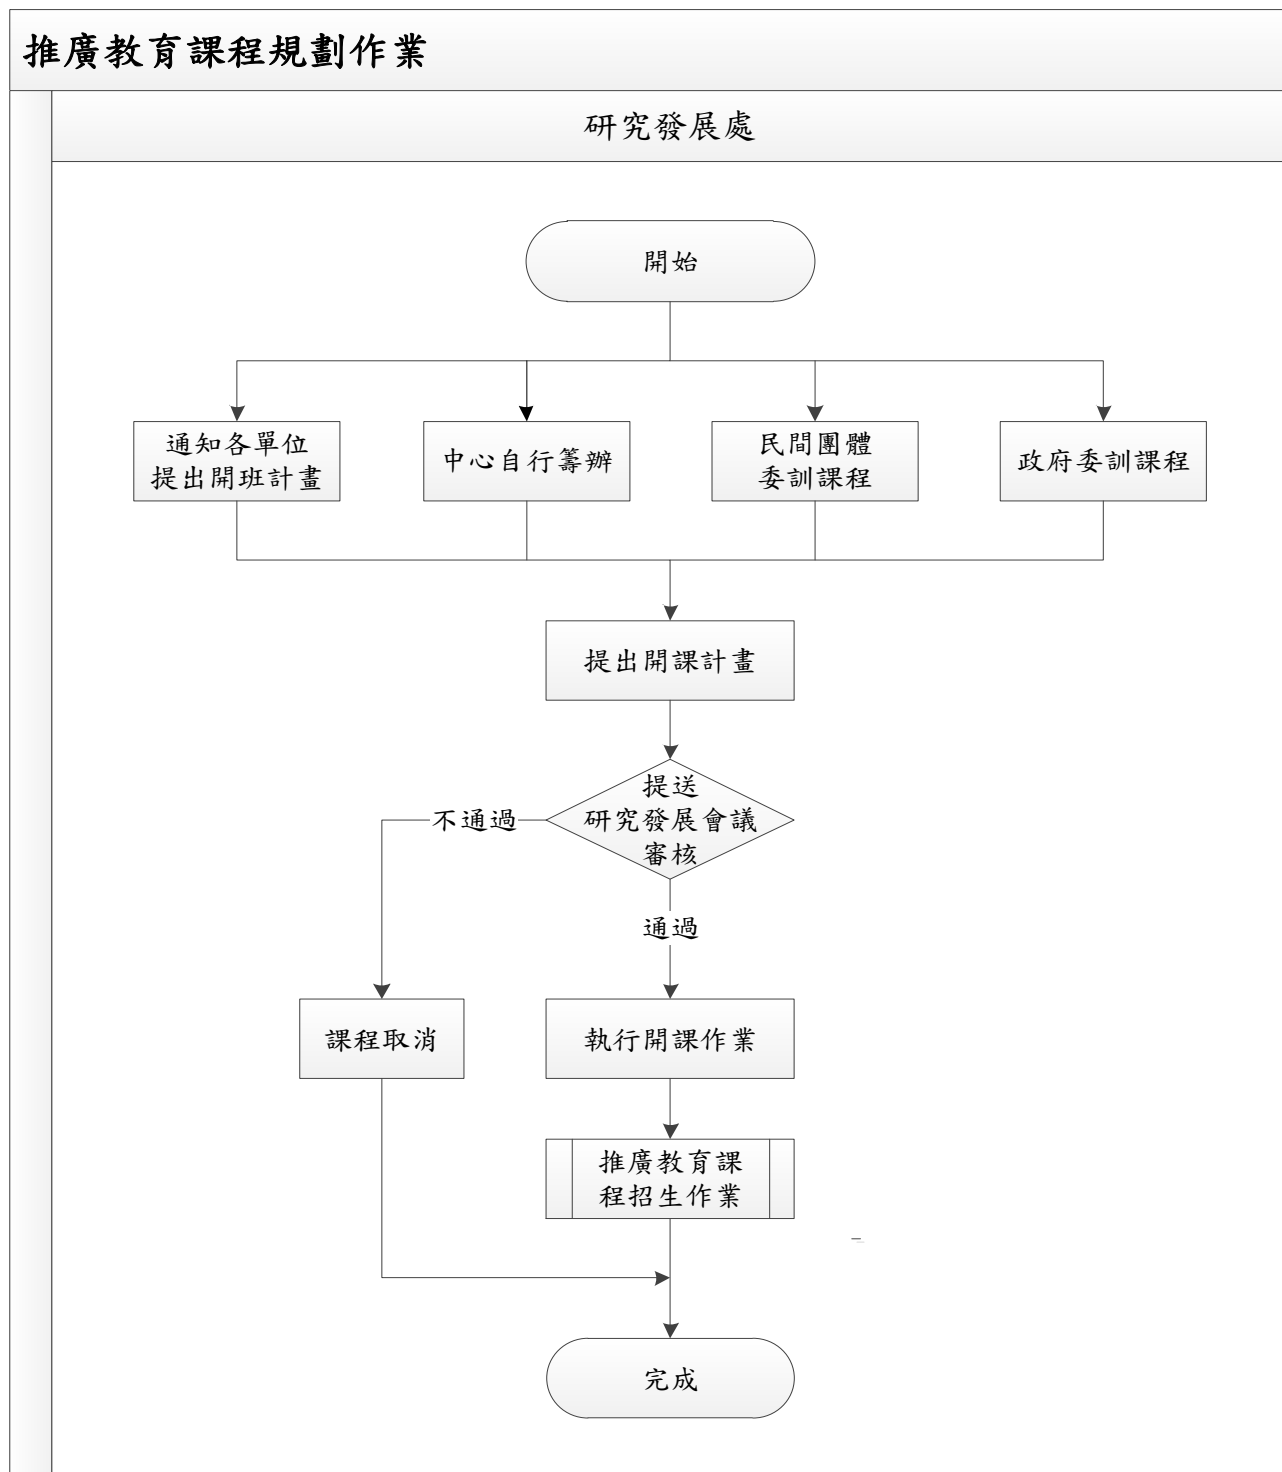 推廣教育課程規劃作業
研究發展處
開始
通知各單位
提出開班計畫
中心自行籌辦
民間團體
委訓課程
政府委訓課程
提出開課計畫
提送
研究發展會議
審核
不通過
通過
課程取消
執行開課作業
推廣教育課
程招生作業
完成